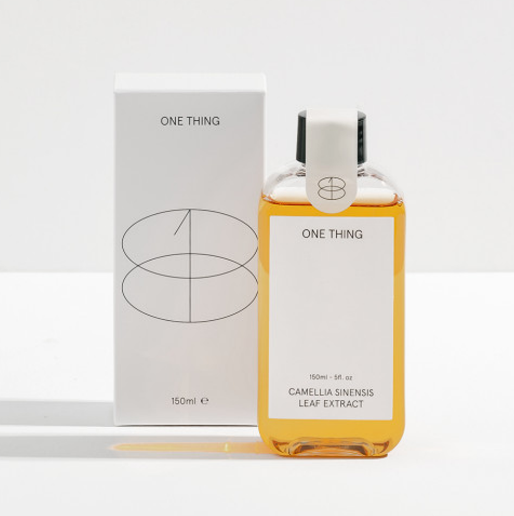 ONE THING
150ml ℮
ONE THING
150ml - 5fl. oz
CAMELLIA SINENSIS
LEAF EXTRACT